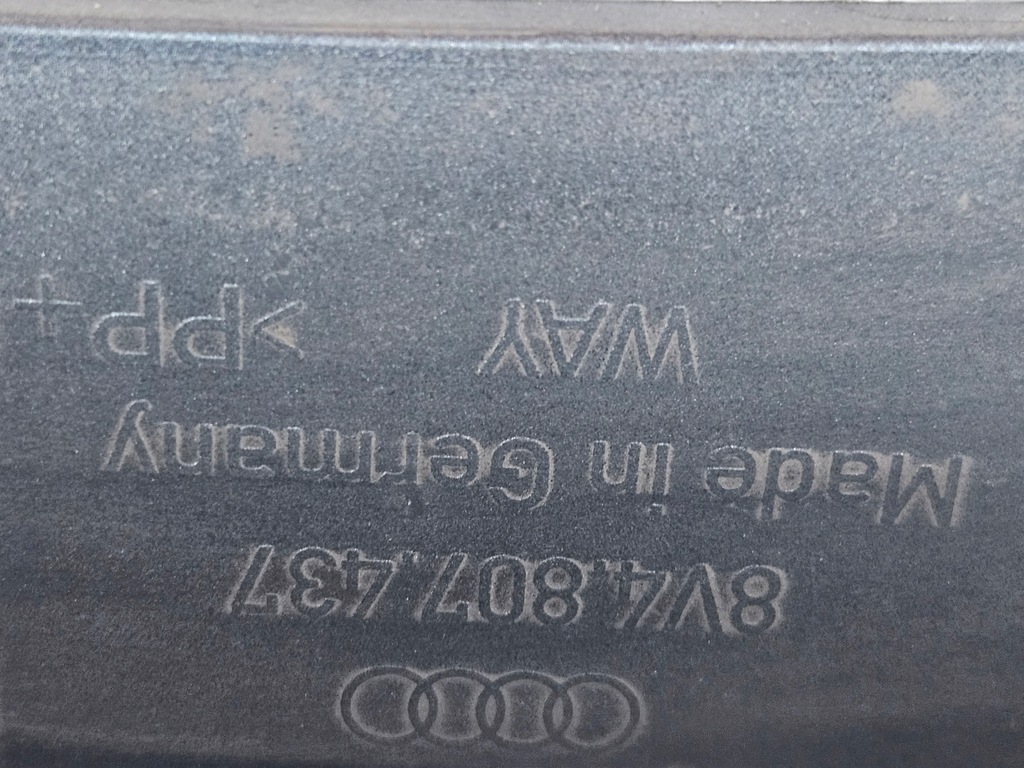 8V4.807.437
Made in Germany
WAY >PP+